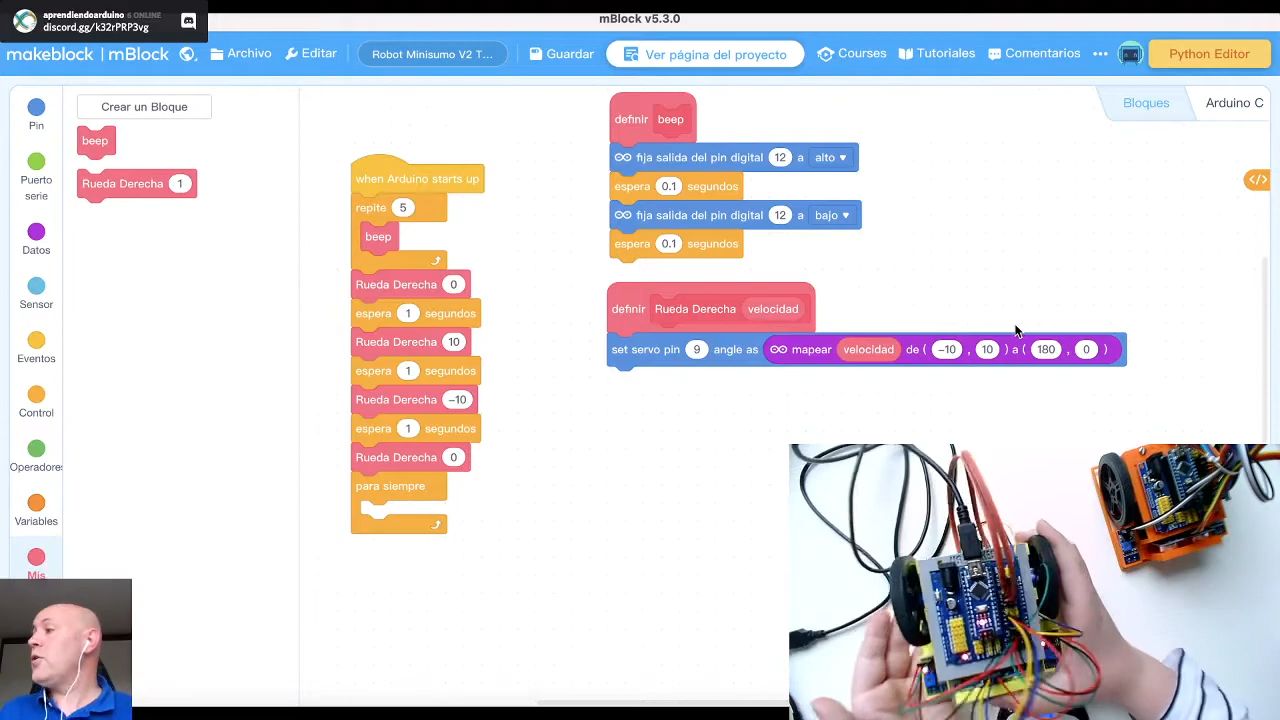 aprendiendoarduino 6 ONLINE
discord.gg/k32rPRP3vg
mBlock v5.3.0
makeblock | mBlock
Archivo
Editar
Robot Minisumo V2 T...
Guardar
Ver página del proyecto
Courses
Tutoriales
Comentarios
Python Editor
Pin
Puerto serie
Datos
Sensor
Eventos
Control
Operadores
Variables
Mis
Crear un Bloque
beep
Rueda Derecha 1
when Arduino starts up
repite 5
beep
Rueda Derecha 0
espera 1 segundos
Rueda Derecha 10
espera 1 segundos
Rueda Derecha -10
espera 1 segundos
Rueda Derecha 0
para siempre
definir beep
fija salida del pin digital 12 a alto
espera 0.1 segundos
fija salida del pin digital 12 a bajo
espera 0.1 segundos
definir Rueda Derecha velocidad
set servo pin 9 angle as mapear velocidad de ( -10 , 10 ) a ( 180 , 0 )
Bloques
Arduino C